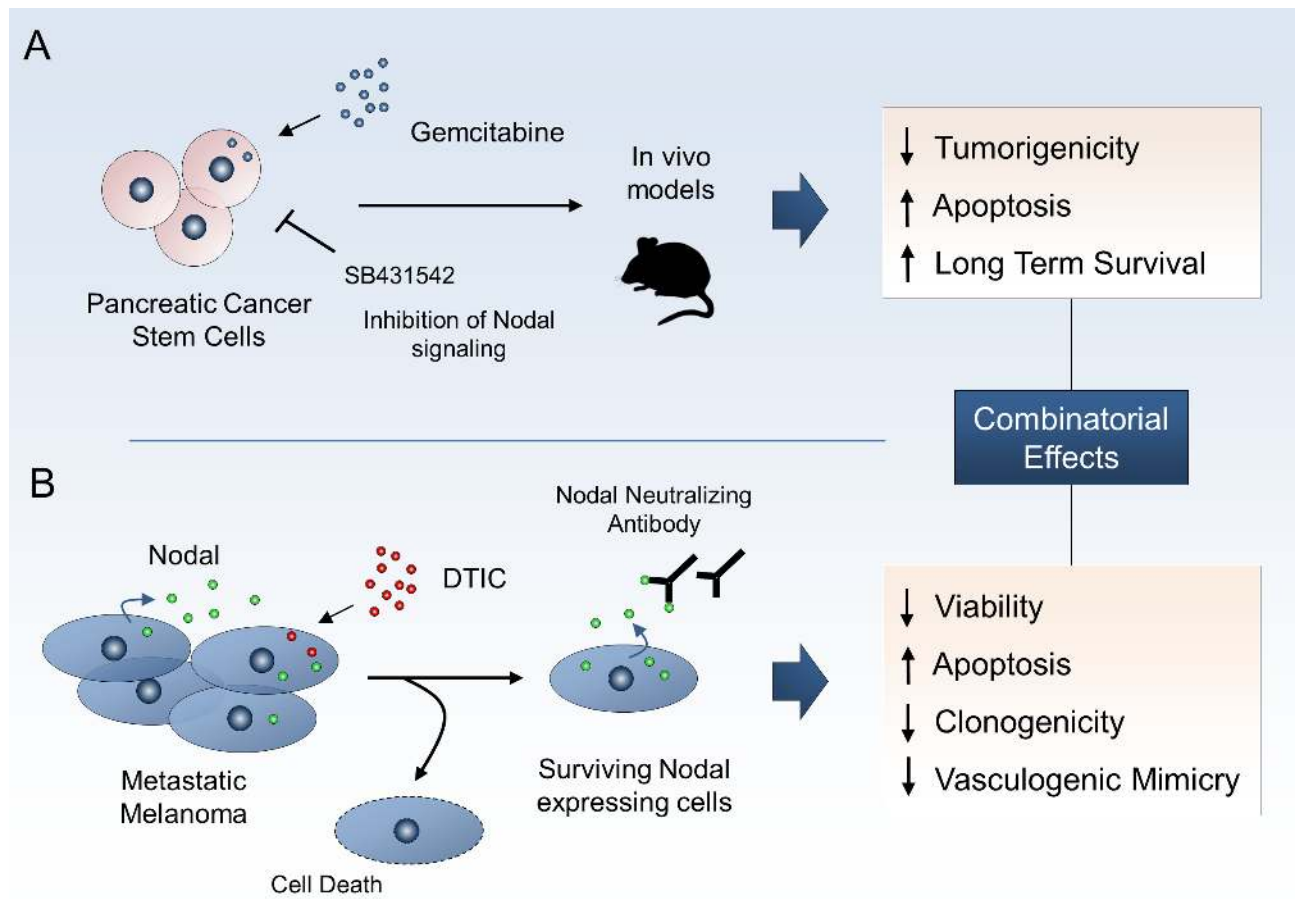 A
Gemcitabine
In vivo
models
SB431542
Inhibition of Nodal
signaling
Pancreatic Cancer
Stem Cells
↓ Tumorigenicity
↑ Apoptosis
↑ Long Term Survival
Combinatorial
Effects
B
Nodal
DTIC
Nodal Neutralizing
Antibody
Metastatic
Melanoma
Cell Death
Surviving Nodal
expressing cells
↓ Viability
↑ Apoptosis
↓ Clonogenicity
↓ Vasculogenic Mimicry